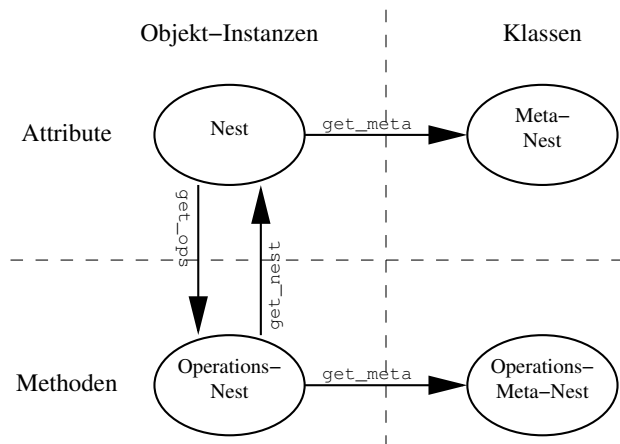 Objekt−Instanzen
Klassen
Attribute
Nest
get_meta
Meta−
Nest
get_ops
get_nest
Methoden
Operations−
Nest
get_meta
Operations−
Meta−Nest